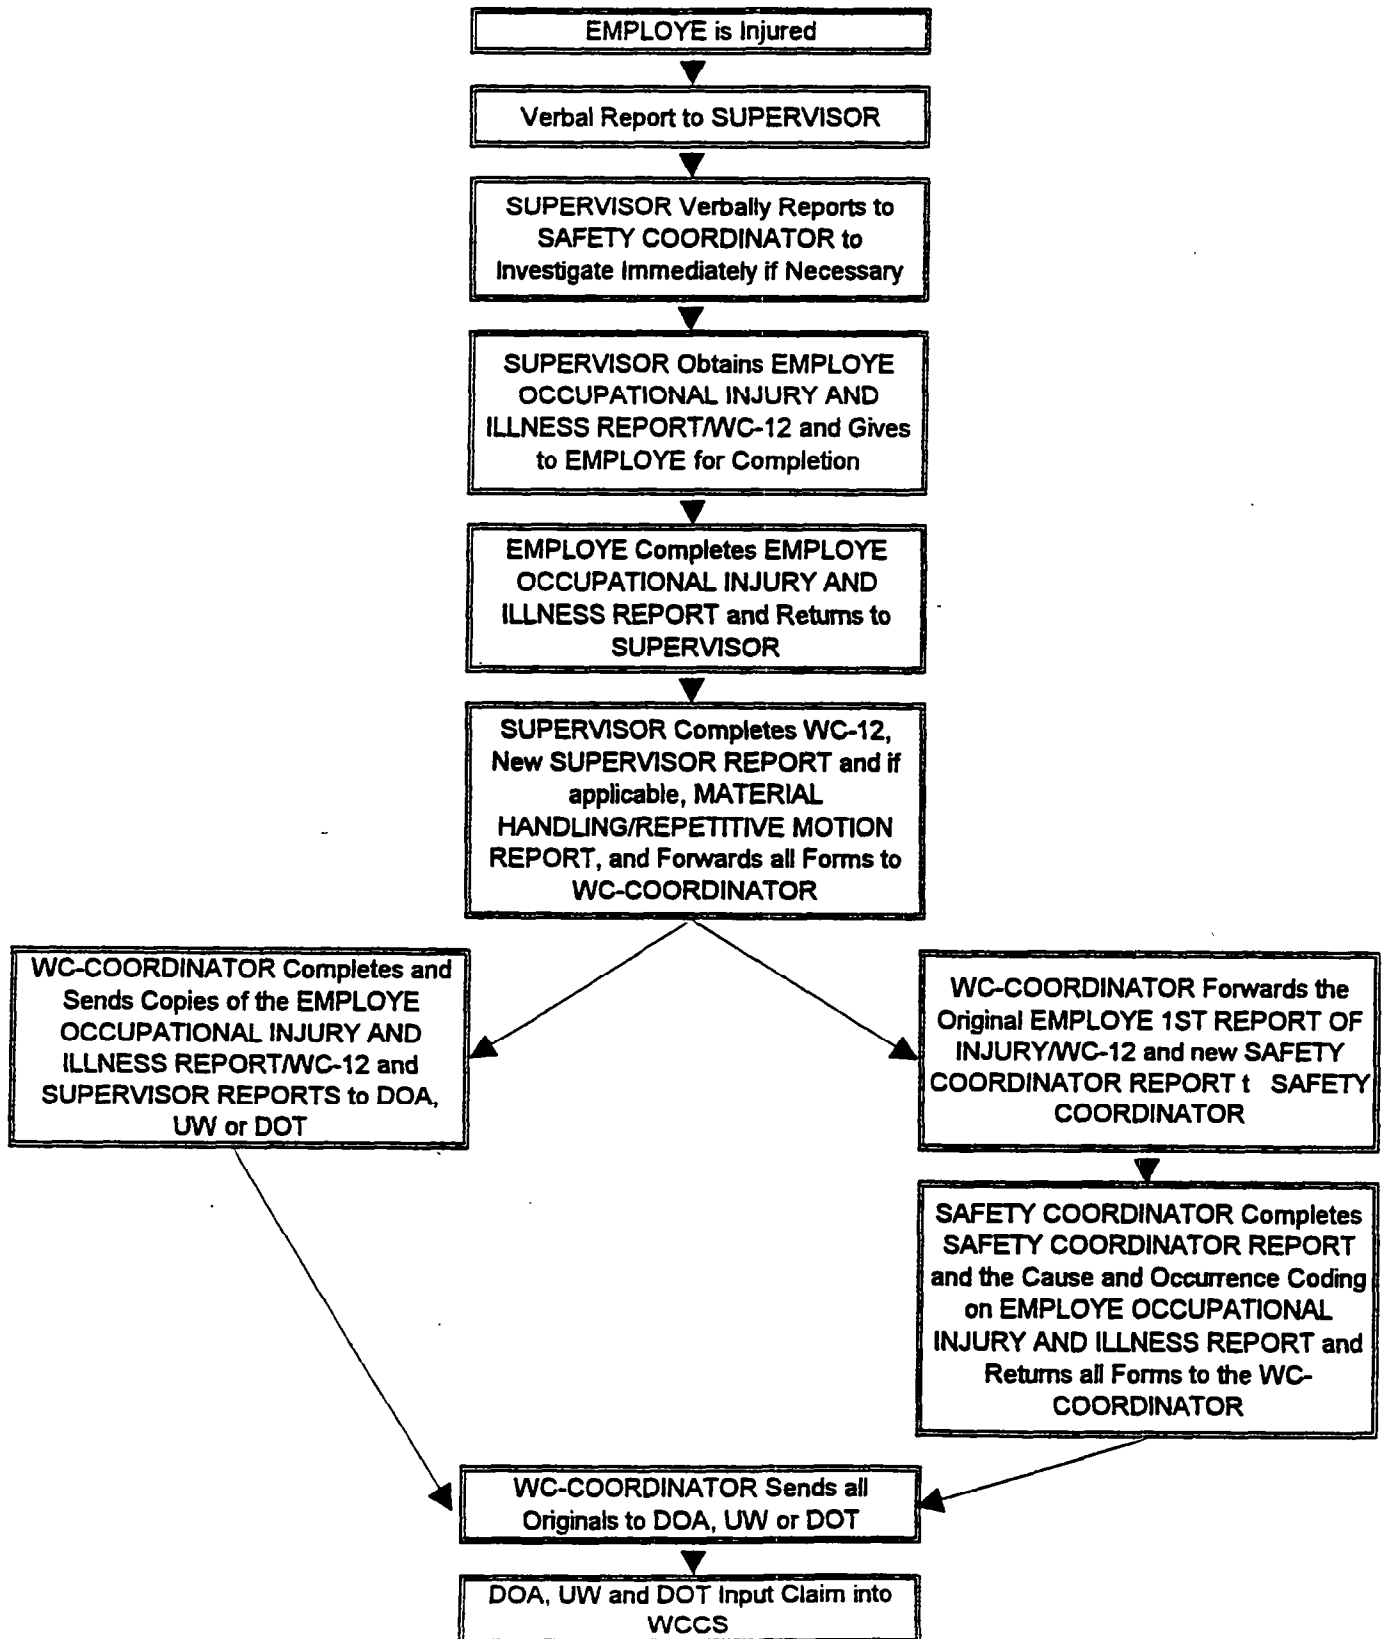 EMPLOYE is Injured
Verbal Report to SUPERVISOR
SUPERVISOR Verbally Reports to
SAFETY COORDINATOR to
Investigate Immediately if Necessary
SUPERVISOR Obtains EMPLOYE
OCCUPATIONAL INJURY AND
ILLNESS REPORT/WC-12 and Gives
to EMPLOYE for Completion
EMPLOYE Completes EMPLOYE
OCCUPATIONAL INJURY AND
ILLNESS REPORT and Returns to
SUPERVISOR
SUPERVISOR Completes WC-12,
New SUPERVISOR REPORT and if
applicable, MATERIAL
HANDLING/REPETITIVE MOTION
REPORT, and Forwards all Forms to
WC-COORDINATOR
WC-COORDINATOR Completes and
Sends Copies of the EMPLOYE
OCCUPATIONAL INJURY AND
ILLNESS REPORT/WC-12 and
SUPERVISOR REPORTS to DOA,
UW or DOT
WC-COORDINATOR Forwards the
Original EMPLOYE 1ST REPORT OF
INJURY/WC-12 and new SAFETY
COORDINATOR REPORT t SAFETY
COORDINATOR
SAFETY COORDINATOR Completes
SAFETY COORDINATOR REPORT
and the Cause and Occurrence Coding
on EMPLOYE OCCUPATIONAL
INJURY AND ILLNESS REPORT and
Returns all Forms to the WC-
COORDINATOR
WC-COORDINATOR Sends all
Originals to DOA, UW or DOT
DOA, UW and DOT Input Claim into
WCCS